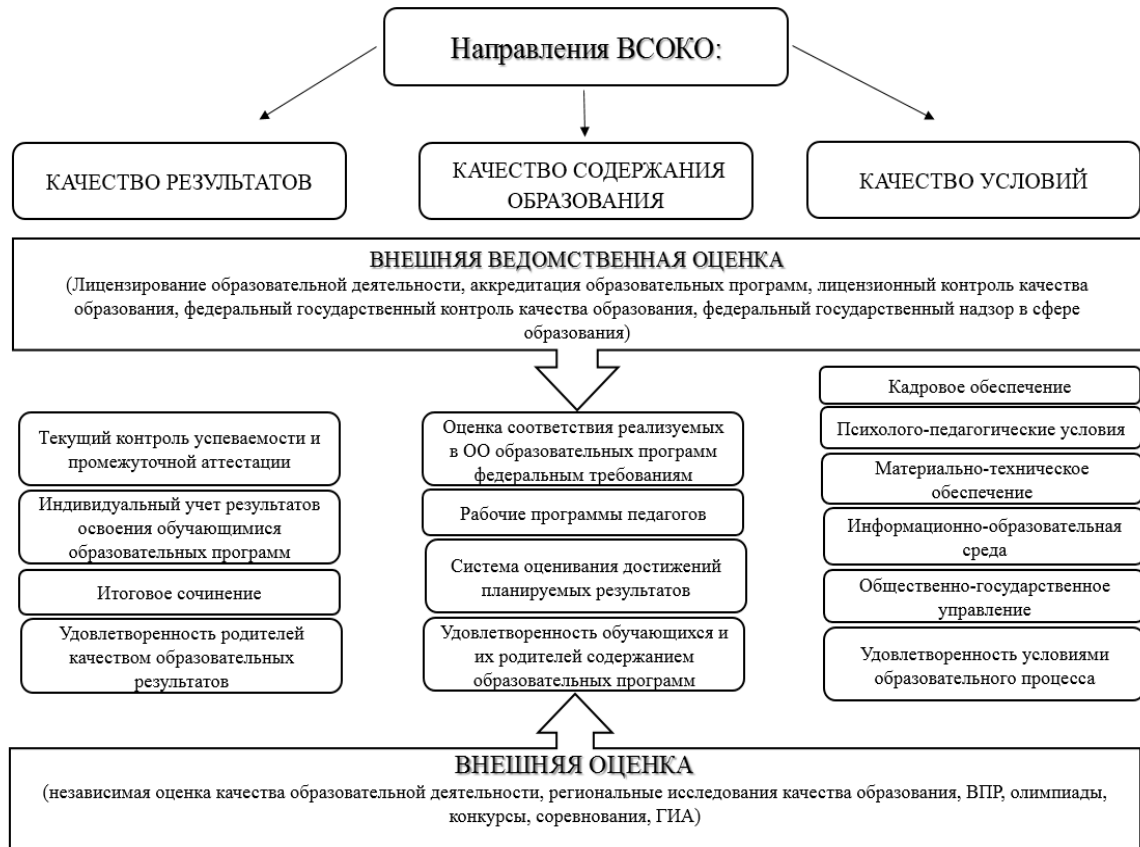 Направления ВСОКО:
КАЧЕСТВО РЕЗУЛЬТАТОВ
КАЧЕСТВО СОДЕРЖАНИЯ
ОБРАЗОВАНИЯ
КАЧЕСТВО УСЛОВИЙ
ВНЕШНЯЯ ВЕДОМСТВЕННАЯ ОЦЕНКА
(Лицензирование образовательной деятельности, аккредитация образовательных программ, лицензионный контроль качества
образования, федеральный государственный контроль качества образования, федеральный государственный надзор в сфере
образования)
Текущий контроль успеваемости и
промежуточной аттестации
Индивидуальный учет результатов
освоения обучающимися
образовательных программ
Итоговое сочинение
Удовлетворенность родителей
качеством образовательных
результатов
Оценка соответствия реализуемых
в ОО образовательных программ
федеральным требованиям
Рабочие программы педагогов
Система оценивания достижений
планируемых результатов
Удовлетворенность обучающихся и
их родителей содержанием
образовательных программ
Кадровое обеспечение
Психолого-педагогические условия
Материально-техническое
обеспечение
Информационно-образовательная
среда
Общественно-государственное
управление
Удовлетворенность условиями
образовательного процесса
ВНЕШНЯЯ ОЦЕНКА
(независимая оценка качества образовательной деятельности, региональные исследования качества образования, ВПР, олимпиады,
конкурсы, соревнования, ГИА)